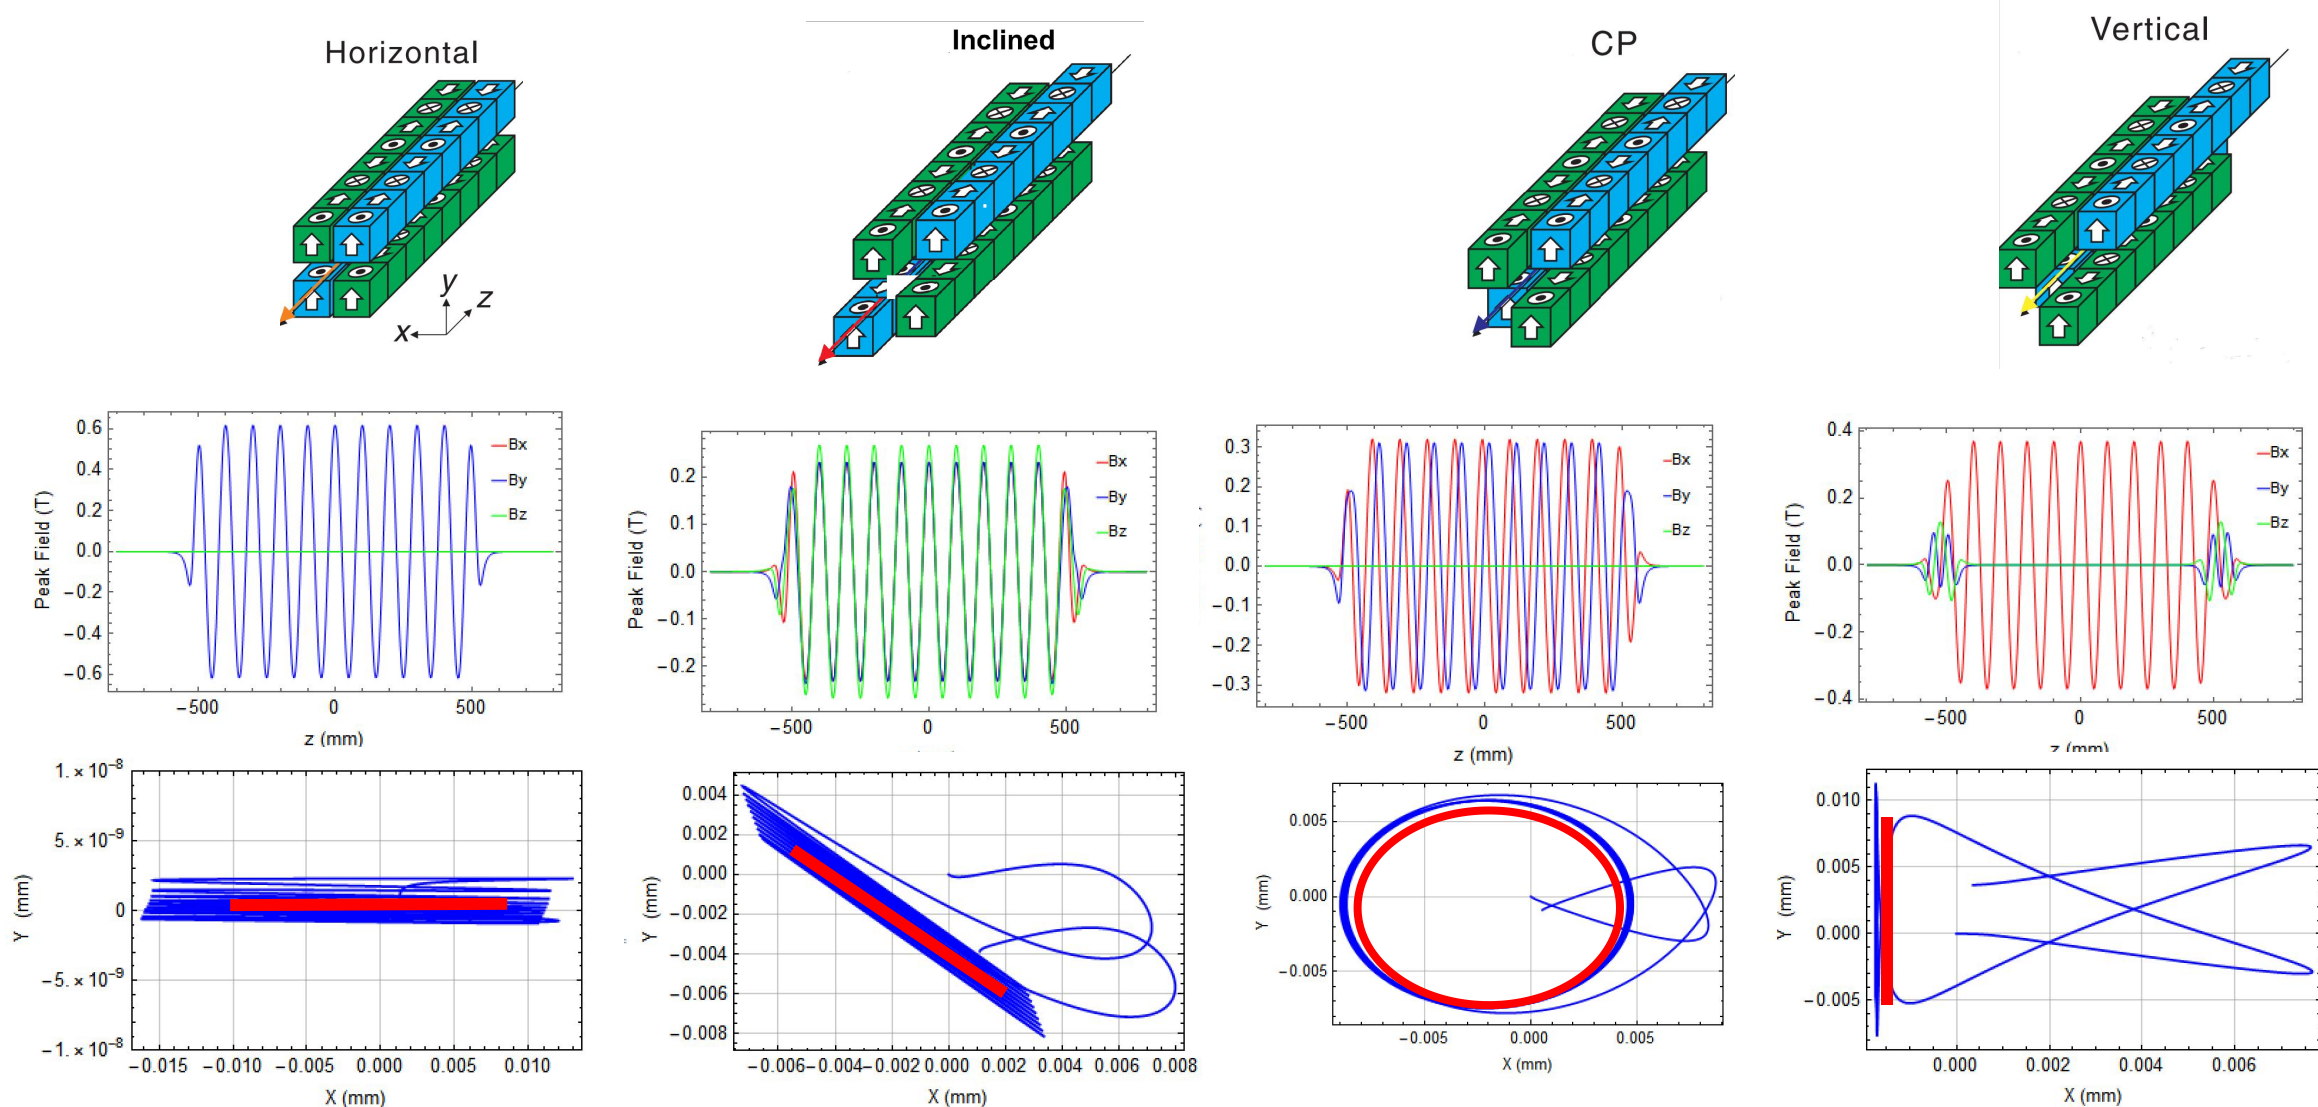 Horizontal
Inclined
CP
Vertical
y
z
x
0.6
0.4
0.2
0.0
−0.2
−0.4
−0.6
Peak Field (T)
Bx
By
Bz
−500
0
500
z (mm)
0.2
0.1
0.0
−0.1
−0.2
Peak Field (T)
Bx
By
Bz
−500
0
500
0.3
0.2
0.1
0.0
−0.1
−0.2
−0.3
Bx
By
Bz
−500
0
500
z (mm)
0.4
0.2
0.0
−0.2
−0.4
Peak Field (T)
Bx
By
Bz
−500
0
500
z (mm)
1. × 10⁻⁸
5. × 10⁻⁹
0
−5. × 10⁻⁹
−1. × 10⁻⁸
Y (mm)
−0.015 −0.010 −0.005 0.000 0.005 0.010
X (mm)
0.004
0.002
0.000
−0.002
−0.004
−0.006
−0.008
Y (mm)
−0.006 −0.004 −0.002 0.000 0.002 0.004 0.006 0.008
X (mm)
0.005
0.000
−0.005
Y (mm)
−0.005 0.000 0.005
X (mm)
0.010
0.005
0.000
−0.005
Y (mm)
0.000 0.002 0.004 0.006
X (mm)